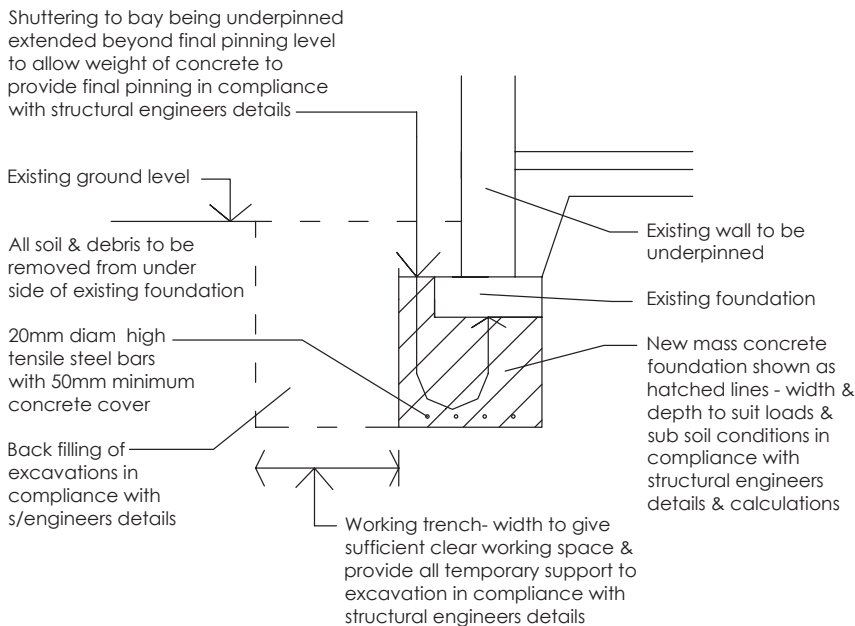 Shuttering to bay being underpinned
extended beyond final pinning level
to allow weight of concrete to
provide final pinning in compliance
with structural engineers details
Existing ground level
All soil & debris to be
removed from under
side of existing foundation
20mm diam high
tensile steel bars
with 50mm minimum
concrete cover
Back filling of
excavations in
compliance with
s/engineers details
Existing wall to be
underpinned
Existing foundation
New mass concrete
foundation shown as
hatched lines - width &
depth to suit loads &
sub soil conditions in
compliance with
structural engineers
details & calculations
Working trench- width to give
sufficient clear working space &
provide all temporary support to
excavation in compliance with
structural engineers details